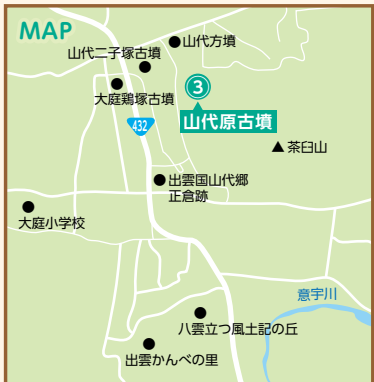 MAP
山代方墳
山代二子塚古墳
大庭鶏塚古墳
3
山代原古墳
432
茶臼山
出雲国山代郷
正倉跡
大庭小学校
意宇川
八雲立つ風土記の丘
出雲かんべの里